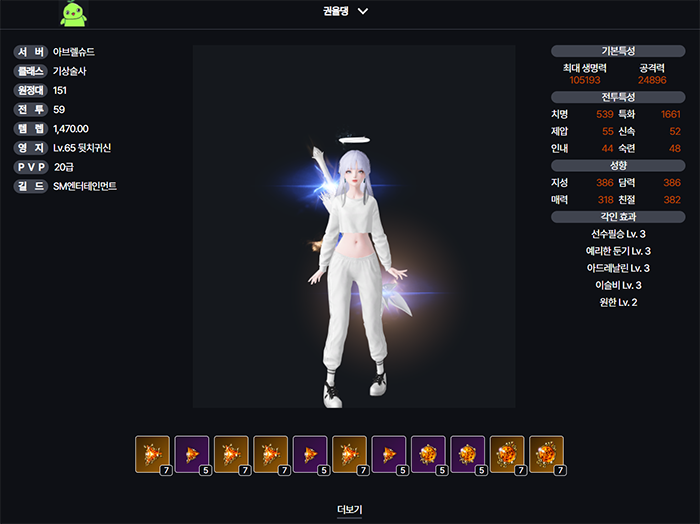 권율댕
서 버 아브렐슈드
클래스 기상술사
원정대 151
전 투 59
템 렙 1,470.00
영 지 Lv.65 뒷치귀신
P V P 20급
길 드 SM엔터테인먼트
기본특성
최대 생명력 공격력
105193 24896
전투특성
치명 539 특화 1661
제압 55 신속 52
인내 44 숙련 48
성향
지성 386 담력 386
매력 318 친절 382
각인 효과
선수필승 Lv. 3
예리한 둔기 Lv. 3
아드레날린 Lv. 3
이슬비 Lv. 3
원한 Lv. 2
7 5 7 7 5 7 5 5 5 7 7
더보기